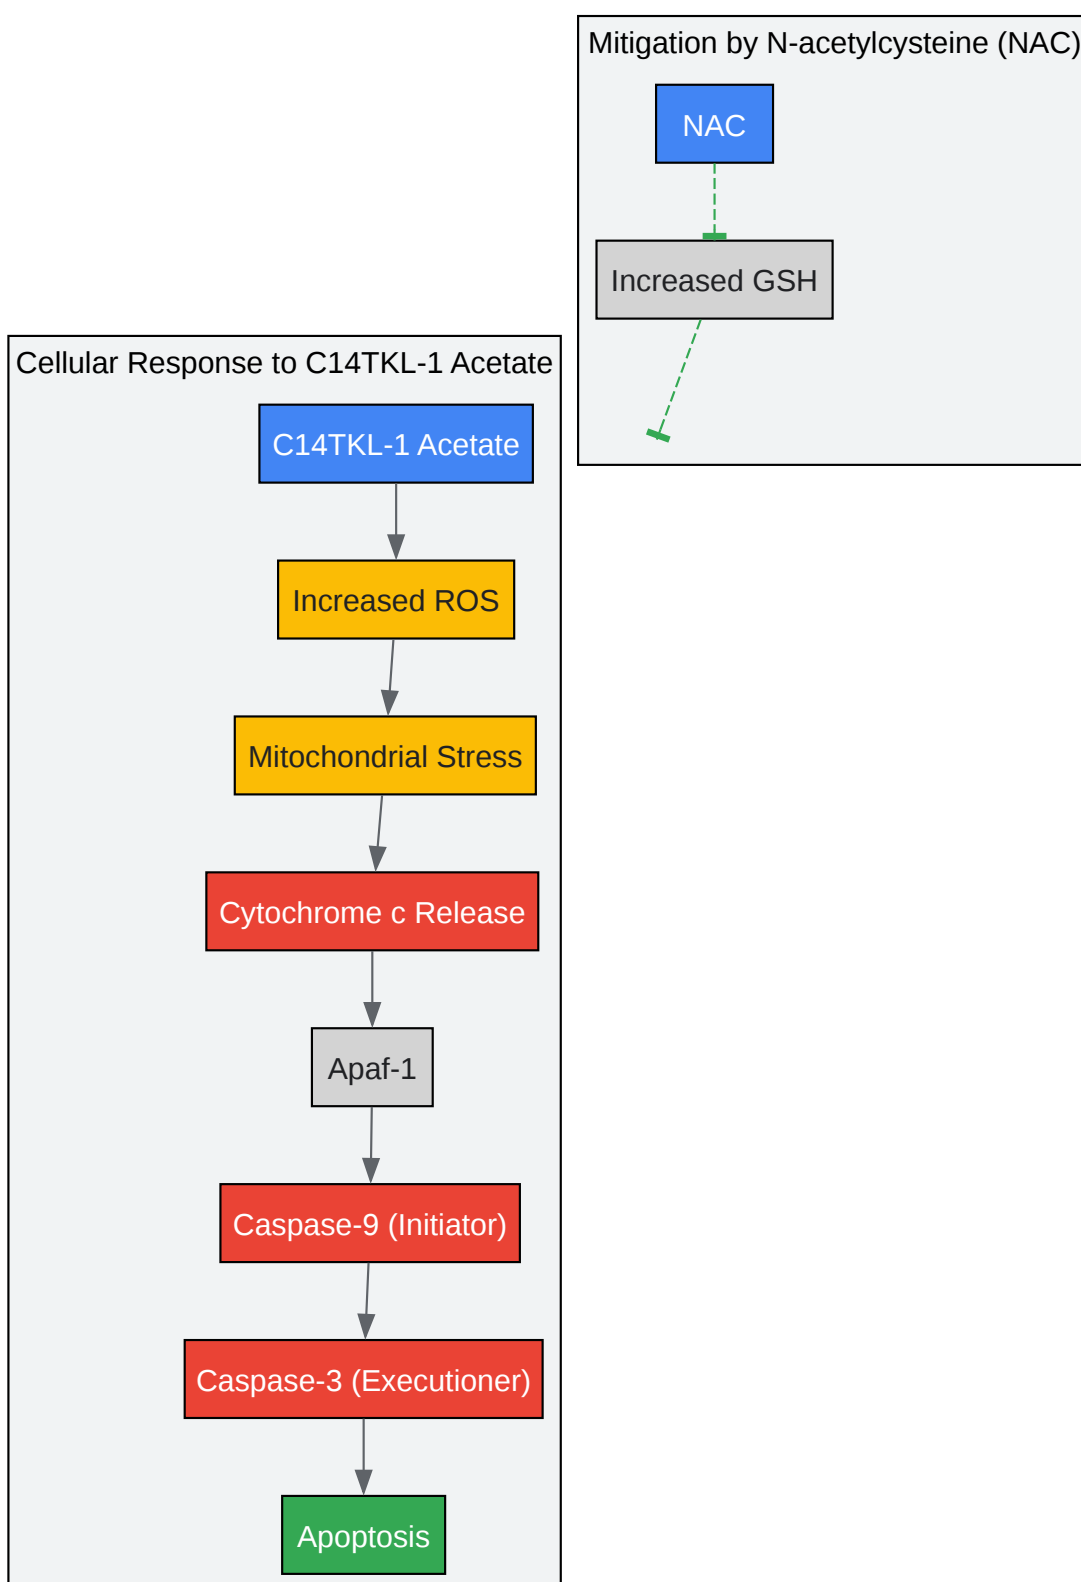 Mitigation by N-acetylcysteine (NAC)
NAC
Increased GSH
Cellular Response to C14TKL-1 Acetate
C14TKL-1 Acetate
Increased ROS
Mitochondrial Stress
Cytochrome c Release
Apaf-1
Caspase-9 (Initiator)
Caspase-3 (Executioner)
Apoptosis